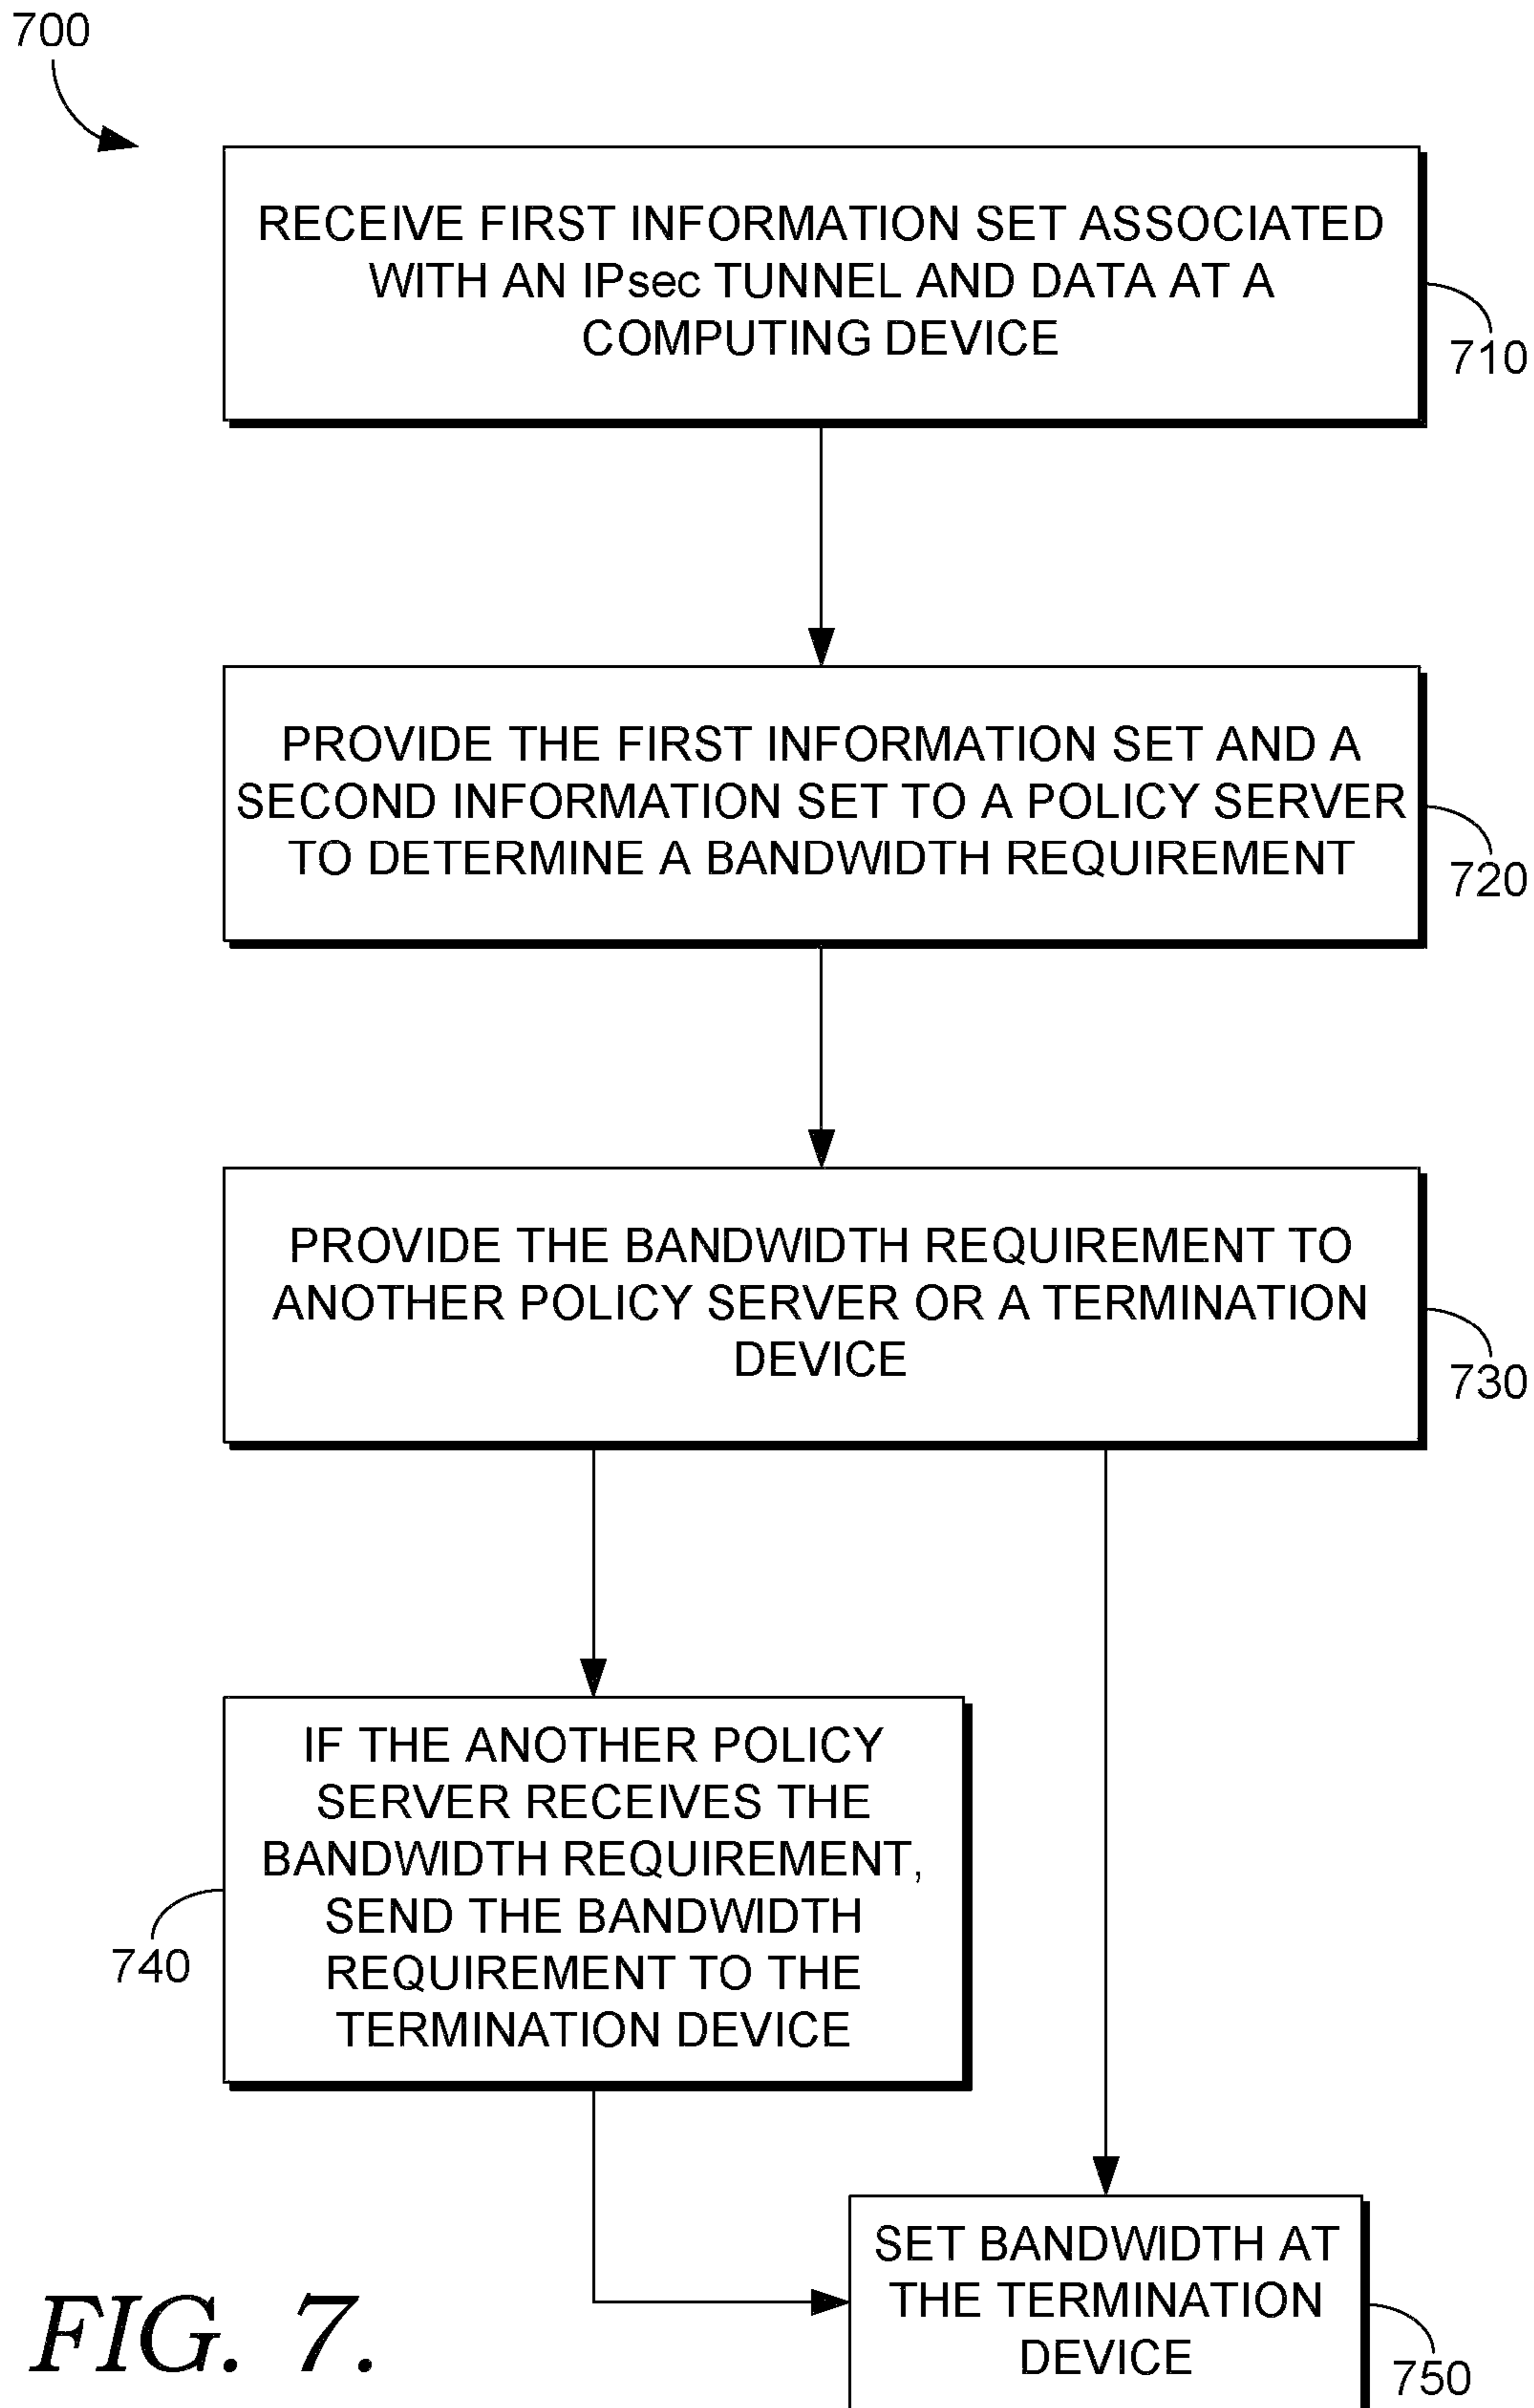 700
RECEIVE FIRST INFORMATION SET ASSOCIATED
WITH AN IPsec TUNNEL AND DATA AT A
COMPUTING DEVICE
710
PROVIDE THE FIRST INFORMATION SET AND A
SECOND INFORMATION SET TO A POLICY SERVER
TO DETERMINE A BANDWIDTH REQUIREMENT
720
PROVIDE THE BANDWIDTH REQUIREMENT TO
ANOTHER POLICY SERVER OR A TERMINATION
DEVICE
730
IF THE ANOTHER POLICY
SERVER RECEIVES THE
BANDWIDTH REQUIREMENT,
SEND THE BANDWIDTH
REQUIREMENT TO THE
TERMINATION DEVICE
740
SET BANDWIDTH AT
THE TERMINATION
DEVICE
750
FIG. 7.